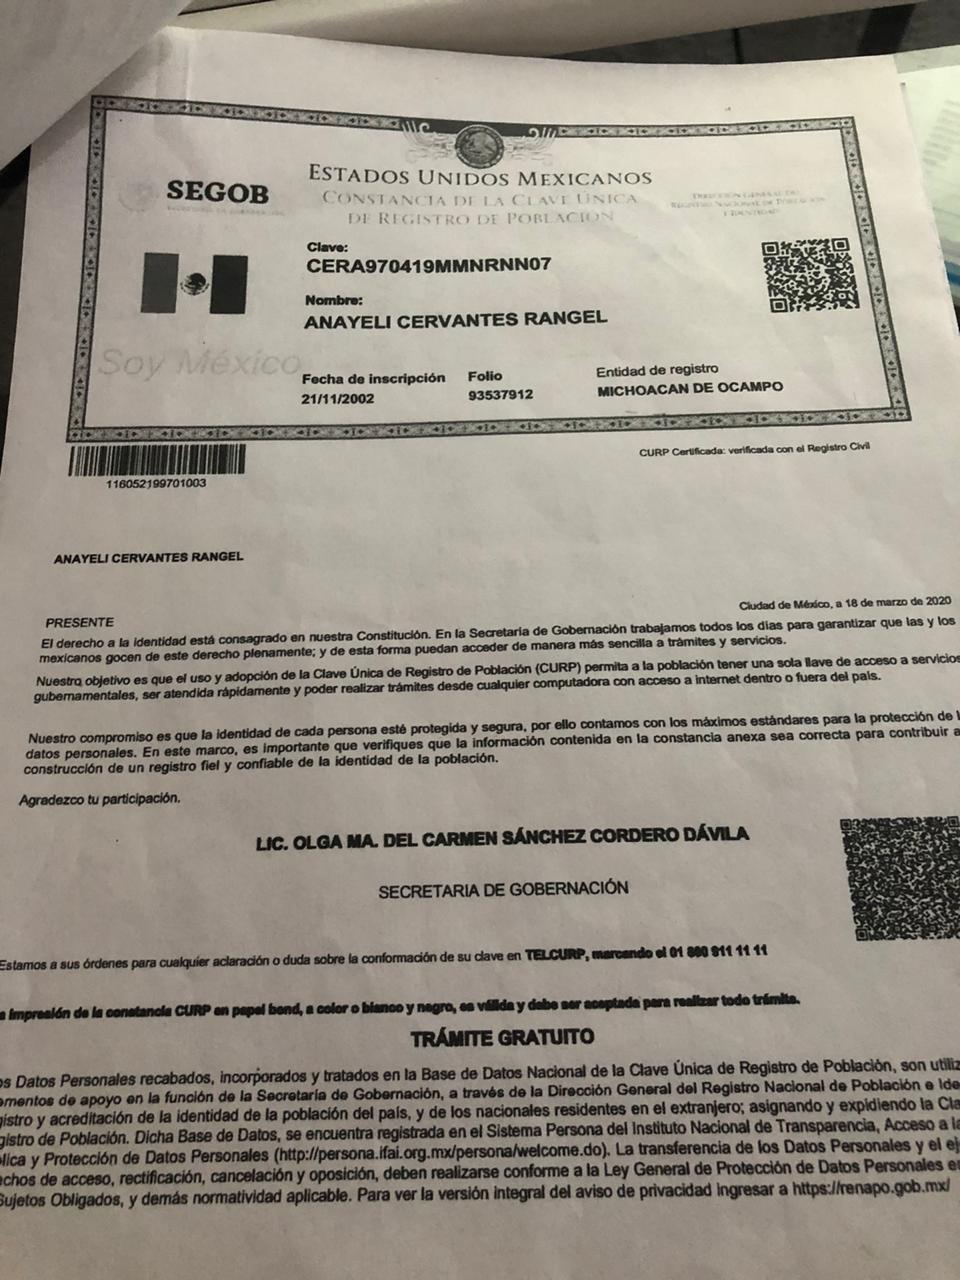 SEGOB
ESTADOS UNIDOS MEXICANOS
CONSTANCIA DE LA CLAVE ÚNICA
DE REGISTRO DE POBLACIÓN
DIRECCIÓN GENERAL DEL
REGISTRO NACIONAL DE POBLACIÓN
E IDENTIDAD
Clave:
CERA970419MMNRNN07
Nombre:
ANAYELI CERVANTES RANGEL
Soy México
Fecha de inscripción
21/11/2002
Folio
93537912
Entidad de registro
MICHOACAN DE OCAMPO
116052199701003
CURP Certificada: verificada con el Registro Civil
ANAYELI CERVANTES RANGEL
Ciudad de México, a 18 de marzo de 2020
PRESENTE
El derecho a la identidad está consagrado en nuestra Constitución. En la Secretaría de Gobernación trabajamos todos los días para garantizar que las y los
mexicanos gocen de este derecho plenamente; y de esta forma puedan acceder de manera más sencilla a trámites y servicios.
Nuestro objetivo es que el uso y adopción de la Clave Única de Registro de Población (CURP) permita a la población tener una sola llave de acceso a servicios
gubernamentales, ser atendida rápidamente y poder realizar trámites desde cualquier computadora con acceso a internet dentro o fuera del país.
Nuestro compromiso es que la identidad de cada persona esté protegida y segura, por ello contamos con los máximos estándares para la protección de l
datos personales. En este marco, es importante que verifiques que la información contenida en la constancia anexa sea correcta para contribuir a
construcción de un registro fiel y confiable de la identidad de la población.
Agradezco tu participación.
LIC. OLGA MA. DEL CARMEN SÁNCHEZ CORDERO DÁVILA
SECRETARIA DE GOBERNACIÓN
Estamos a sus órdenes para cualquier aclaración o duda sobre la conformación de su clave en TELCURP, marcando el 01 800 911 11 11
a impresión de la constancia CURP en papel bond, a color o blanco y negro, es válida y debe ser aceptada para realizar todo trámite.
TRÁMITE GRATUITO
os Datos Personales recabados, incorporados y tratados en la Base de Datos Nacional de la Clave Única de Registro de Población, son utiliz
ementos de apoyo en la función de la Secretaría de Gobernación, a través de la Dirección General del Registro Nacional de Población e Ide
gistro y acreditación de la identidad de la población del país, y de los nacionales residentes en el extranjero; asignando y expidiendo la Cla
gistro de Población. Dicha Base de Datos, se encuentra registrada en el Sistema Persona del Instituto Nacional de Transparencia, Acceso a la
lica y Protección de Datos Personales (http://persona.ifai.org.mx/persona/welcome.do). La transferencia de los Datos Personales y el ej
echos de acceso, rectificación, cancelación y oposición, deben realizarse conforme a la Ley General de Protección de Datos Personales e
Sujetos Obligados, y demás normatividad aplicable. Para ver la versión integral del aviso de privacidad ingresar a https://renapo.gob.mx/